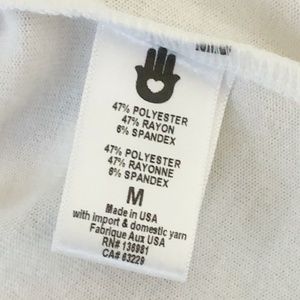 47% POLYESTER
47% RAYON
6% SPANDEX
47% POLYESTER
47% RAYONNE
6% SPANDEX
M
Made in USA
with import & domestic yarn
Fabrique Aux USA
RN# 136981
CA# 63229